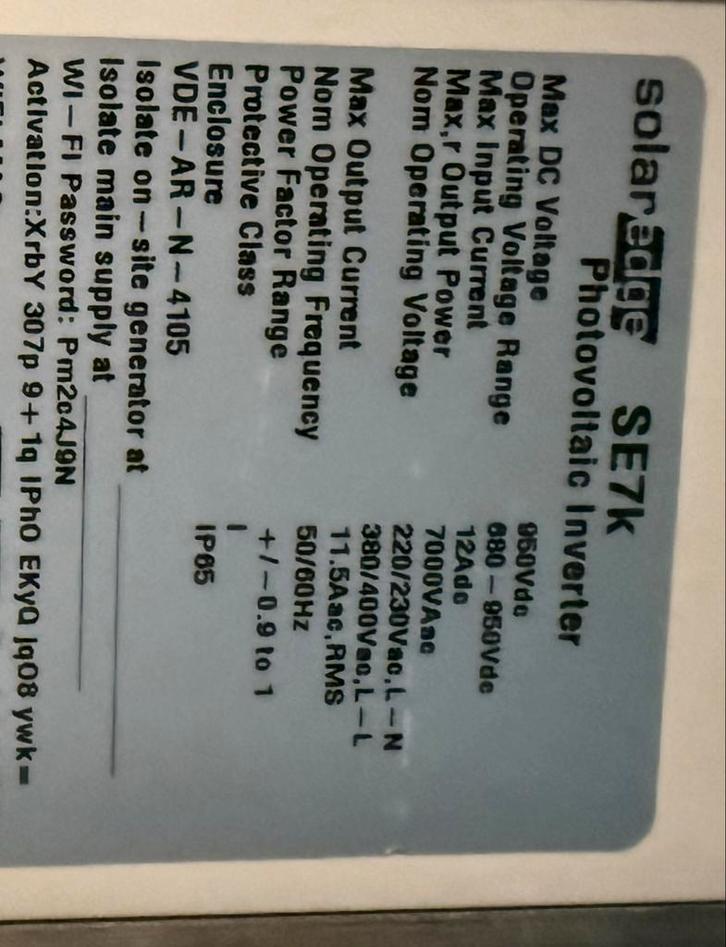 solaredge SE7k
Photovoltaic Inverter
Max DC Voltage 950Vdc
Operating Voltage Range 680-950Vdc
Max Input Current 12Adc
Max,r Output Power 7000VAac
Nom Operating Voltage 220/230Vac,L-N
380/400Vac,L-L
Max Output Current 11.5Aac,RMS
Nom Operating Frequency 50/60Hz
Power Factor Range +/-0.9 to 1
Protective Class I
Enclosure IP65
VDE-AR-N-4105
Isolate on-site generator at
Isolate main supply at
WI-FI Password: Pm2c4J9N
Activation:XrbY 307p 9+1q IPhO EKyQ JqO8 ywk=